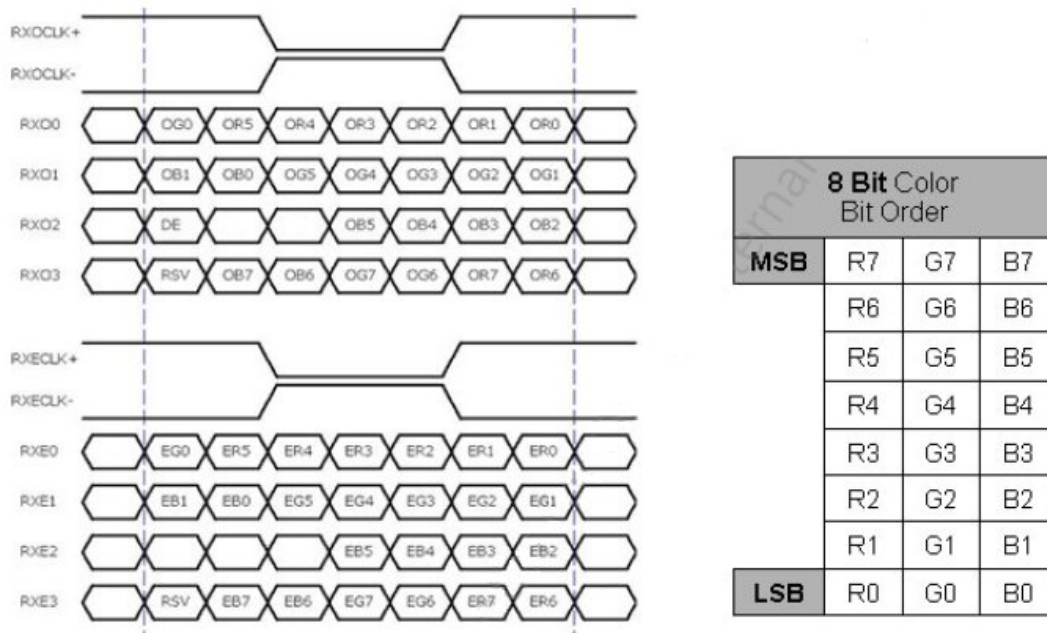 RXOCLK+
RXOCLK-
RXO0 OG0 OR5 OR4 OR3 OR2 OR1 OR0
RXO1 OB1 OB0 OG5 OG4 OG3 OG2 OG1
RXO2 DE OB5 OB4 OB3 OB2
RXO3 RSV OB7 OB6 OG7 OG6 OR7 OR6
RXECLK+
RXECLK-
RXE0 EG0 ER5 ER4 ER3 ER2 ER1 ER0
RXE1 EB1 EB0 EG5 EG4 EG3 EG2 EG1
RXE2 EB5 EB4 EB3 EB2
RXE3 RSV EB7 EB6 EG7 EG6 ER7 ER6
8 Bit Color
Bit Order
MSB R7 G7 B7
R6 G6 B6
R5 G5 B5
R4 G4 B4
R3 G3 B3
R2 G2 B2
R1 G1 B1
LSB R0 G0 B0